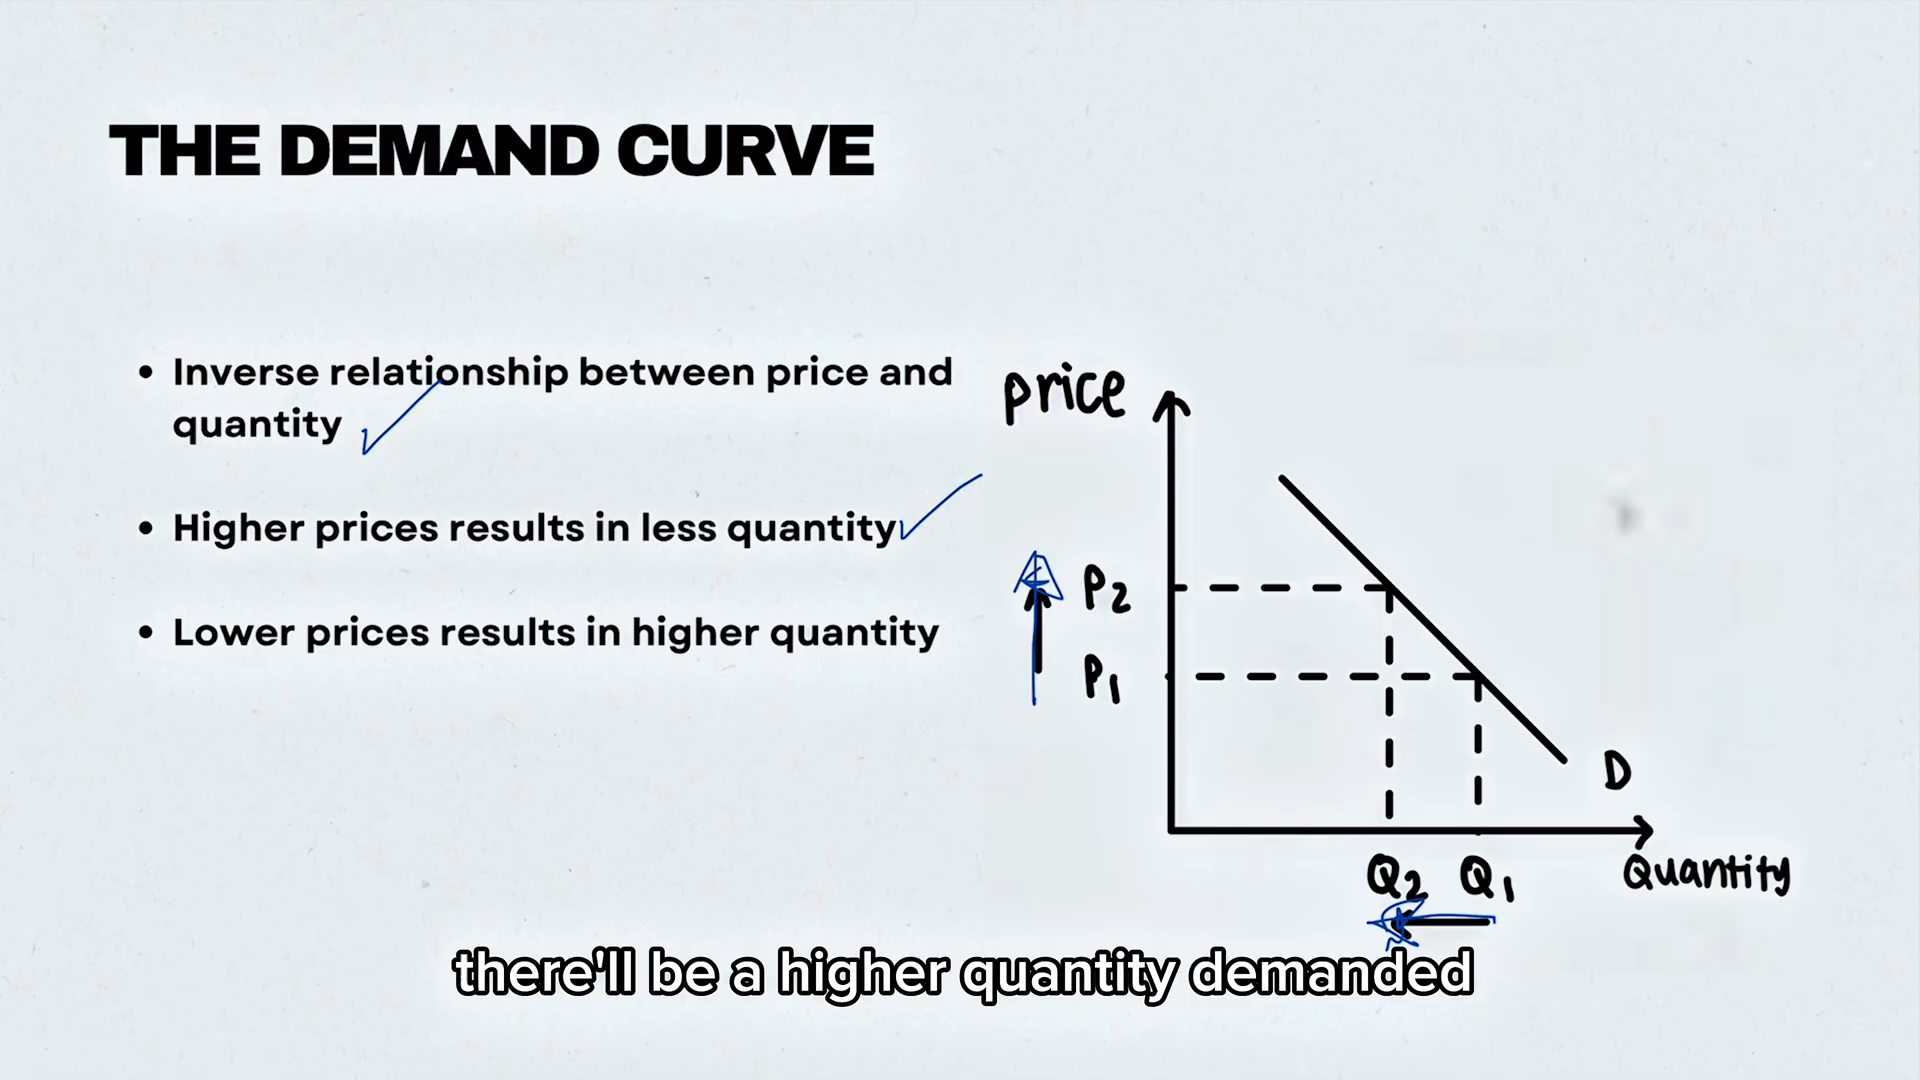 THE DEMAND CURVE
• Inverse relationship between price and
quantity
• Higher prices results in less quantity
• Lower prices results in higher quantity
price
P2
P1
D
Q2 Q1
Quantity
there'll be a higher quantity demanded